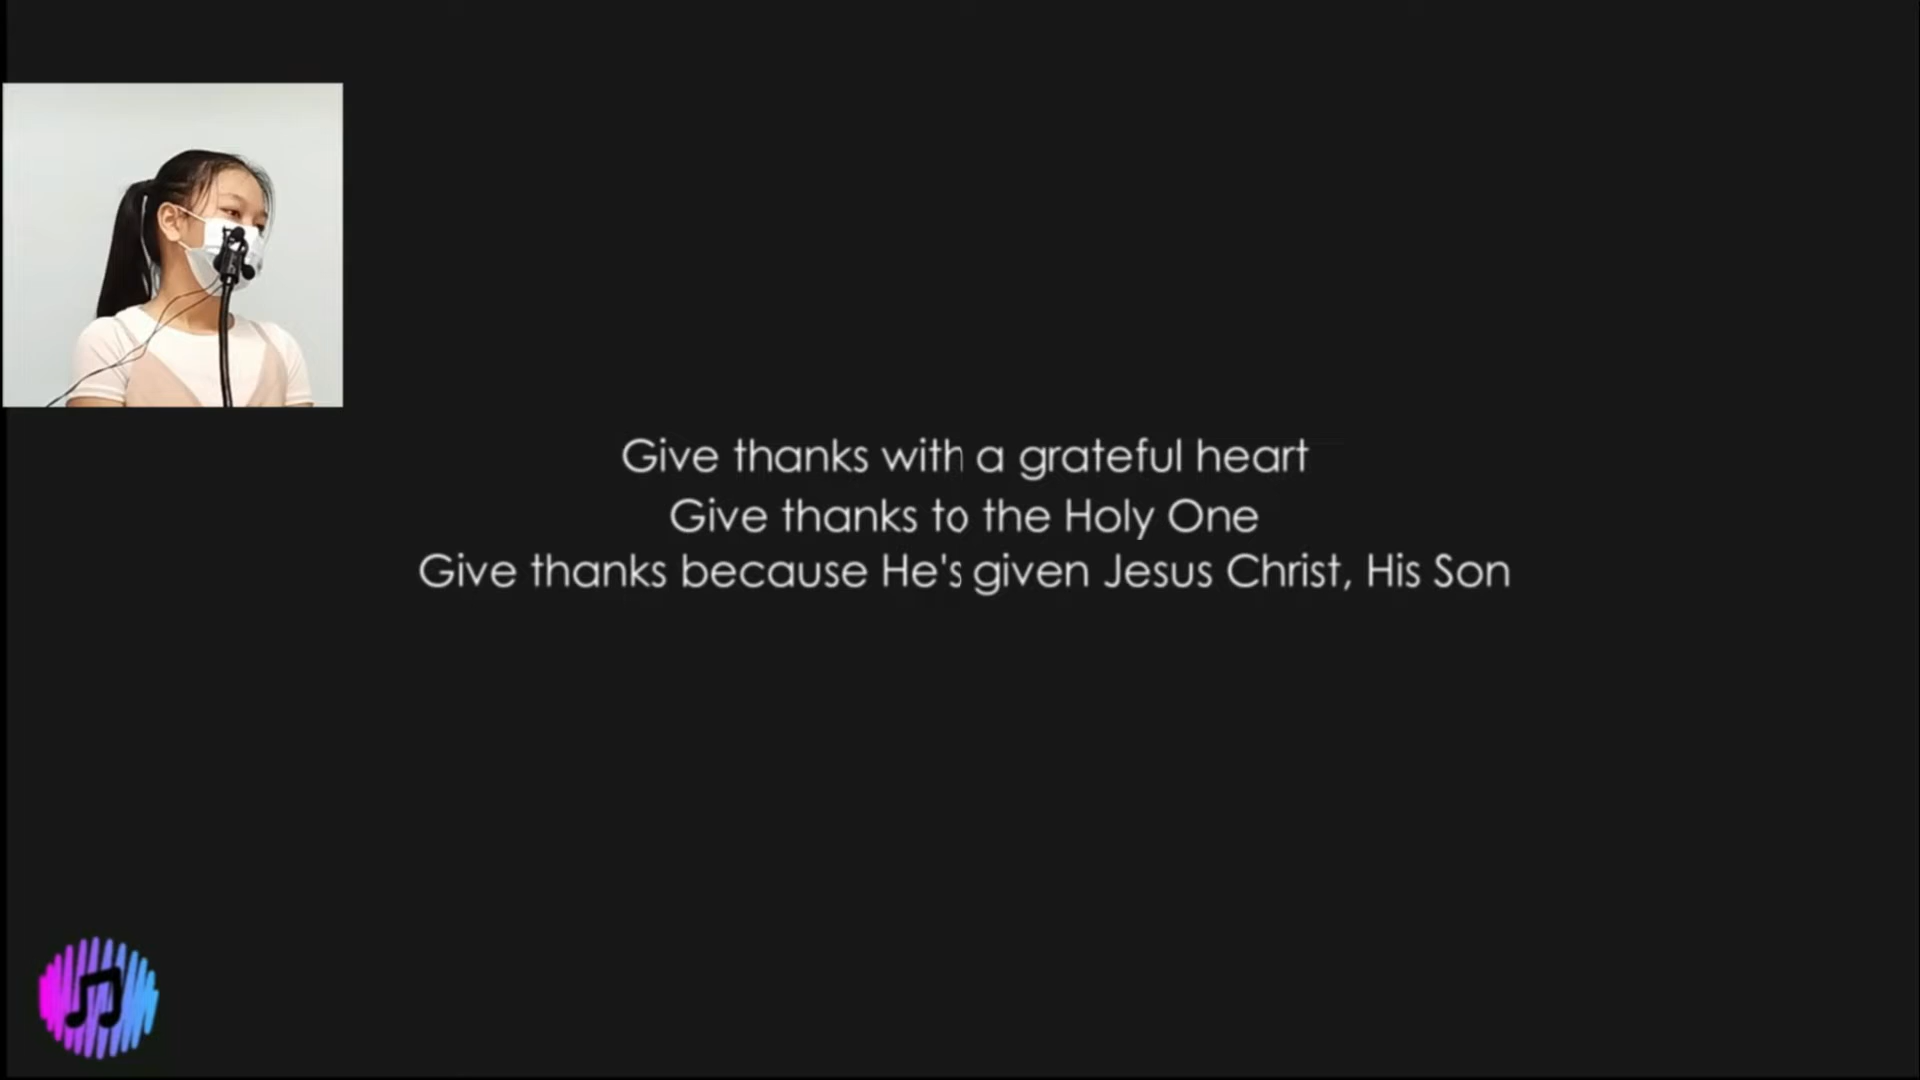 Give thanks with a grateful heart
Give thanks to the Holy One
Give thanks because He's given Jesus Christ, His Son